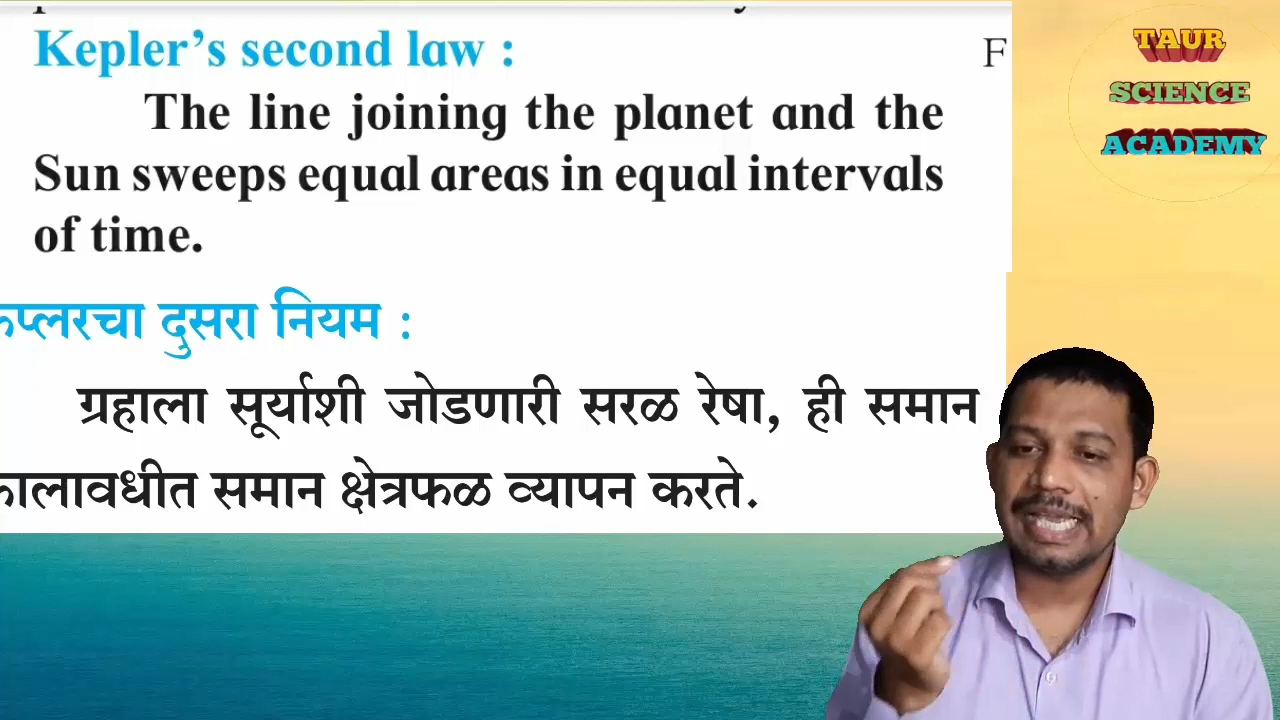 Kepler’s second law :
F
The line joining the planet and the
Sun sweeps equal areas in equal intervals
of time.
केप्लरचा दुसरा नियम :
ग्रहाला सूर्याशी जोडणारी सरळ रेषा, ही समान
कालावधीत समान क्षेत्रफळ व्यापन करते.
TAUR
SCIENCE
ACADEMY